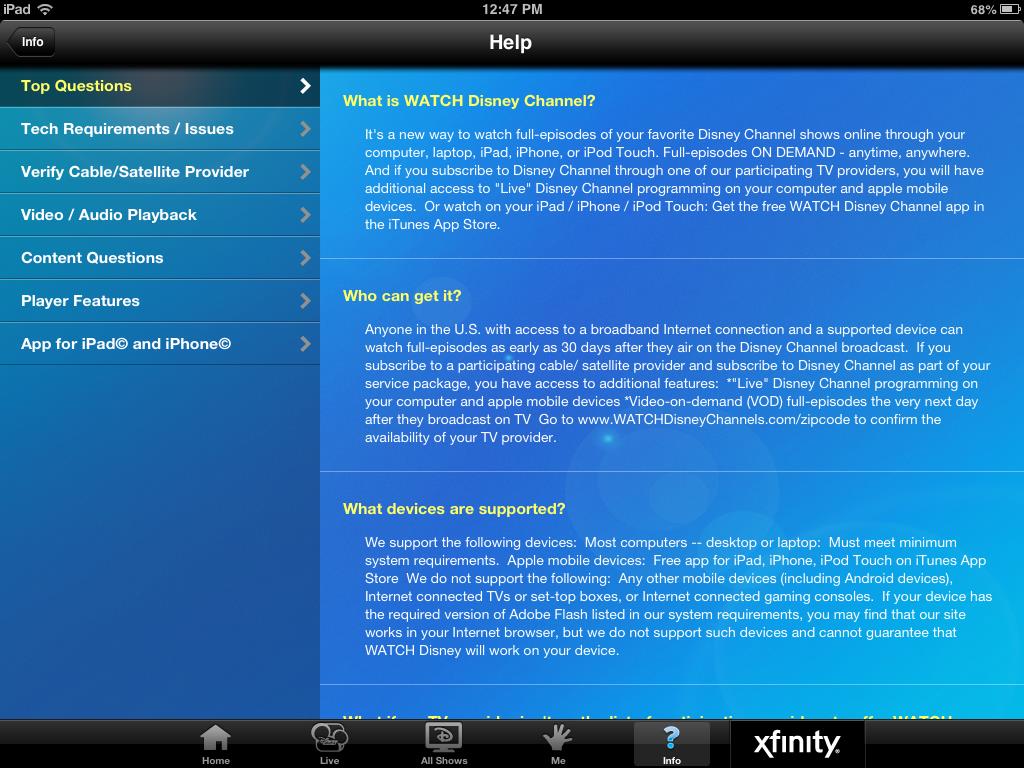 iPad 12:47 PM 68%
Info Help
Top Questions
Tech Requirements / Issues
Verify Cable/Satellite Provider
Video / Audio Playback
Content Questions
Player Features
App for iPad© and iPhone©
What is WATCH Disney Channel?
It's a new way to watch full-episodes of your favorite Disney Channel shows online through your
computer, laptop, iPad, iPhone, or iPod Touch. Full-episodes ON DEMAND - anytime, anywhere.
And if you subscribe to Disney Channel through one of our participating TV providers, you will have
additional access to "Live" Disney Channel programming on your computer and apple mobile
devices.  Or watch on your iPad / iPhone / iPod Touch: Get the free WATCH Disney Channel app in
the iTunes App Store.
Who can get it?
Anyone in the U.S. with access to a broadband Internet connection and a supported device can
watch full-episodes as early as 30 days after they air on the Disney Channel broadcast.  If you
subscribe to a participating cable/ satellite provider and subscribe to Disney Channel as part of your
service package, you have access to additional features:  *"Live" Disney Channel programming on
your computer and apple mobile devices *Video-on-demand (VOD) full-episodes the very next day
after they broadcast on TV  Go to www.WATCHDisneyChannels.com/zipcode to confirm the
availability of your TV provider.
What devices are supported?
We support the following devices:  Most computers -- desktop or laptop:  Must meet minimum
system requirements.  Apple mobile devices:  Free app for iPad, iPhone, iPod Touch on iTunes App
Store  We do not support the following:  Any other mobile devices (including Android devices),
Internet connected TVs or set-top boxes, or Internet connected gaming consoles.  If your device has
the required version of Adobe Flash listed in our system requirements, you may find that our site
works in your Internet browser, but we do not support such devices and cannot guarantee that
WATCH Disney will work on your device.
Home Live All Shows Me Info xfinity®